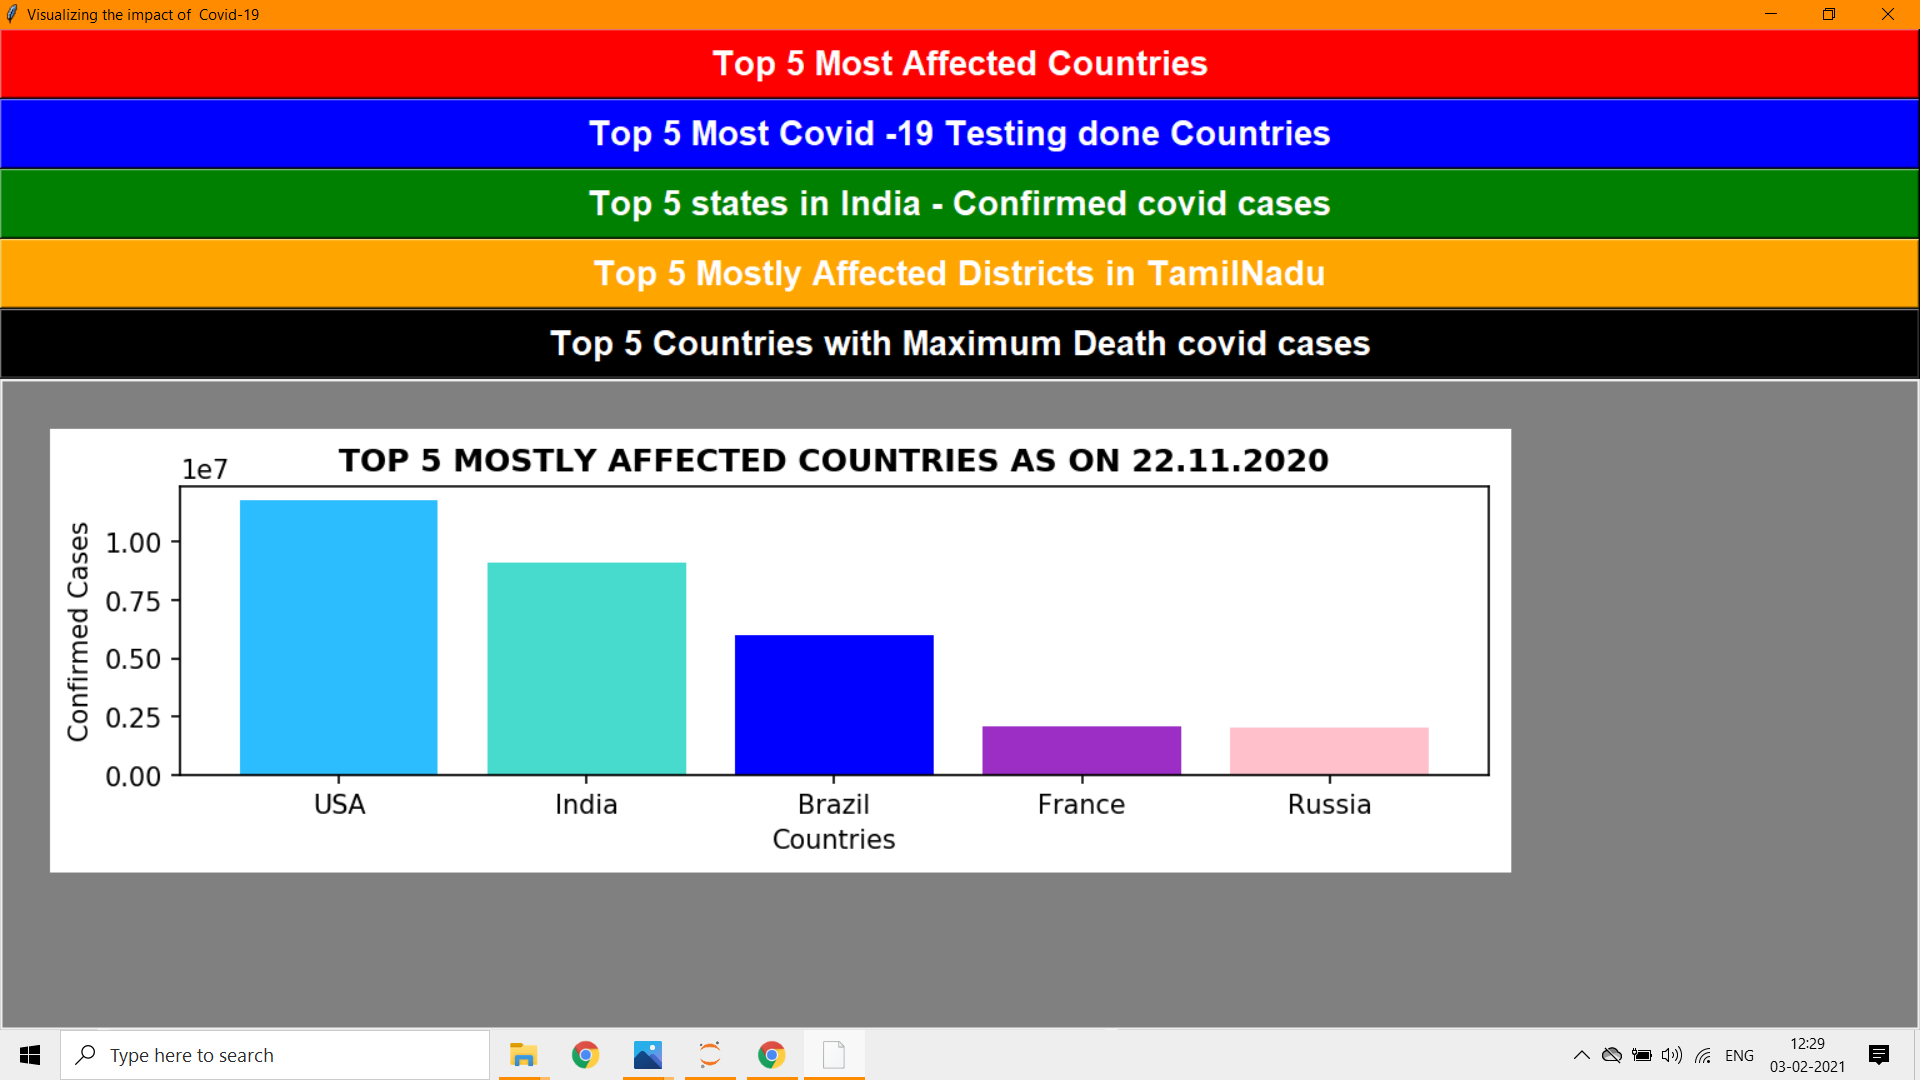 Visualizing the impact of  Covid-19
Top 5 Most Affected Countries
Top 5 Most Covid -19 Testing done Countries
Top 5 states in India - Confirmed covid cases
Top 5 Mostly Affected Districts in TamilNadu
Top 5 Countries with Maximum Death covid cases
TOP 5 MOSTLY AFFECTED COUNTRIES AS ON 22.11.2020
1e7
Confirmed Cases
1.00
0.75
0.50
0.25
0.00
USA India Brazil France Russia
Countries
Type here to search
ENG
12:29
03-02-2021